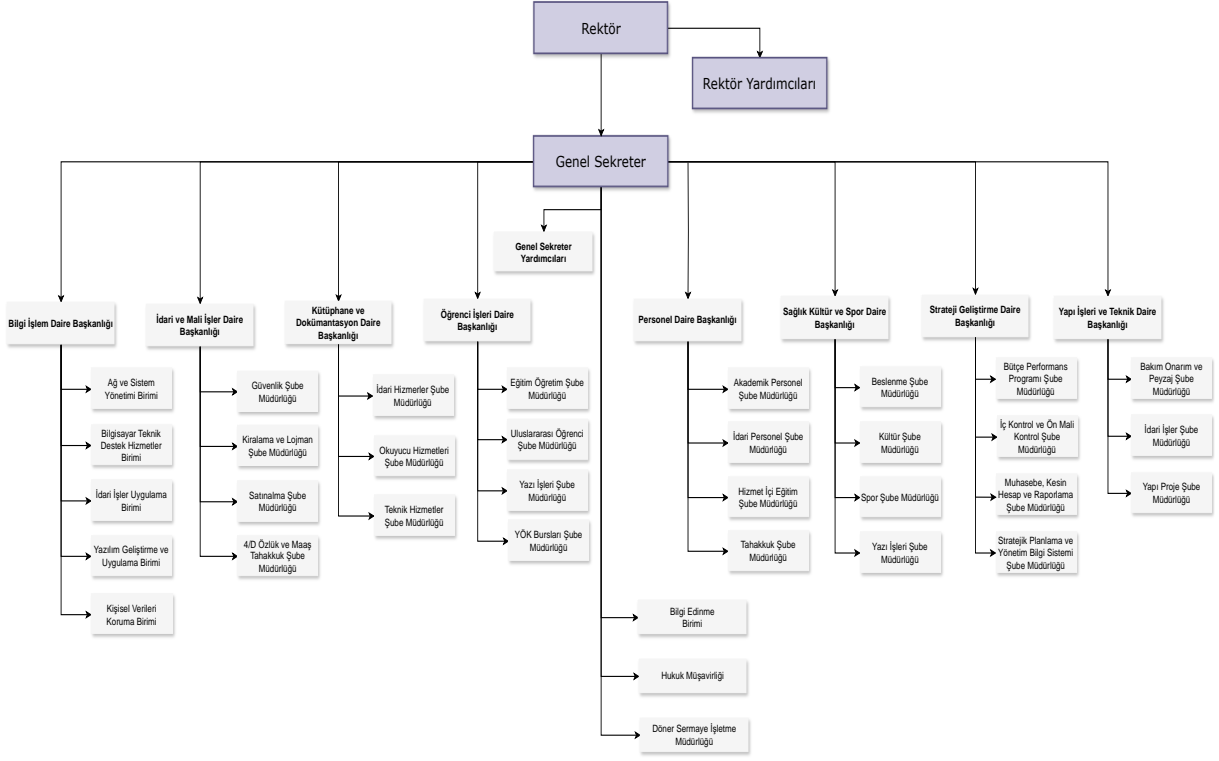 Rektör
Rektör Yardımcıları
Genel Sekreter
Genel Sekreter
Yardımcıları
Bilgi İşlem Daire Başkanlığı
Ağ ve Sistem
Yönetimi Birimi
Bilgisayar Teknik
Destek Hizmetler
Birimi
İdari İşler Uygulama
Birimi
Yazılım Geliştirme ve
Uygulama Birimi
Kişisel Verileri
Koruma Birimi
İdari ve Mali İşler Daire
Başkanlığı
Güvenlik Şube
Müdürlüğü
Kiralama ve Lojman
Şube Müdürlüğü
Satınalma Şube
Müdürlüğü
4/D Özlük ve Maaş
Tahakkuk Şube
Müdürlüğü
Kütüphane ve
Dokümantasyon Daire
Başkanlığı
İdari Hizmerler Şube
Müdürlüğü
Okuyucu Hizmetleri
Şube Müdürlüğü
Teknik Hizmetler
Şube Müdürlüğü
Öğrenci İşleri Daire
Başkanlığı
Eğitim Öğretim Şube
Müdürlüğü
Uluslararası Öğrenci
Şube Müdürlüğü
Yazı İşleri Şube
Müdürlüğü
YÖK Bursları Şube
Müdürlüğü
Personel Daire Başkanlığı
Akademik Personel
Şube Müdürlüğü
İdari Personel Şube
Müdürlüğü
Hizmet İçi Eğitim
Şube Müdürlüğü
Tahakkuk Şube
Müdürlüğü
Sağlık Kültür ve Spor Daire
Başkanlığı
Beslenme Şube
Müdürlüğü
Kültür Şube
Müdürlüğü
Spor Şube Müdürlüğü
Yazı İşleri Şube
Müdürlüğü
Strateji Geliştirme Daire
Başkanlığı
Bütçe Performans
Programı Şube
Müdürlüğü
İç Kontrol ve Ön Mali
Kontrol Şube
Müdürlüğü
Muhasebe, Kesin
Hesap ve Raporlama
Şube Müdürlüğü
Stratejik Planlama ve
Yönetim Bilgi Sistemi
Şube Müdürlüğü
Yapı İşleri ve Teknik Daire
Başkanlığı
Bakım Onarım ve
Peyzaj Şube
Müdürlüğü
İdari İşler Şube
Müdürlüğü
Yapı Proje Şube
Müdürlüğü
Bilgi Edinme
Birimi
Hukuk Müşavirliği
Döner Sermaye İşletme
Müdürlüğü